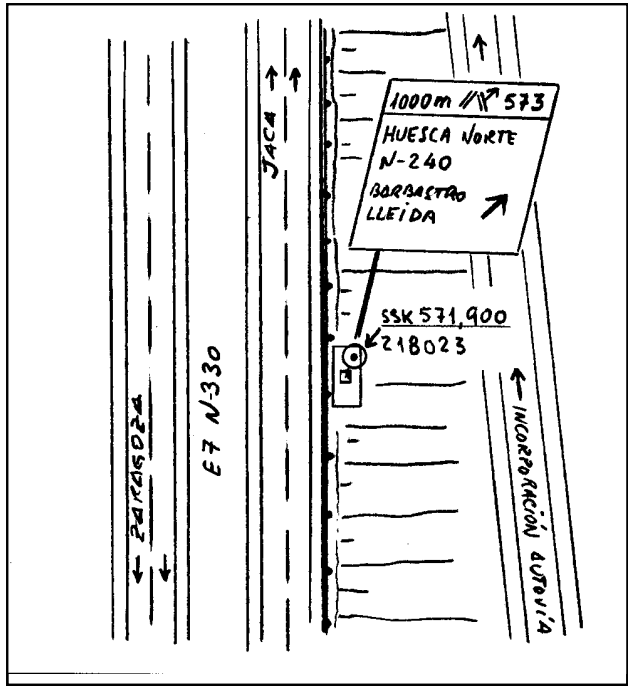 JACA
1000m 573
HUESCA NORTE
N-240
BARBASTRO
LLEIDA
SSK 571,900
218023
E7 N-330
ZARAGOZA
INCORPORACIÓN AUTOVÍA